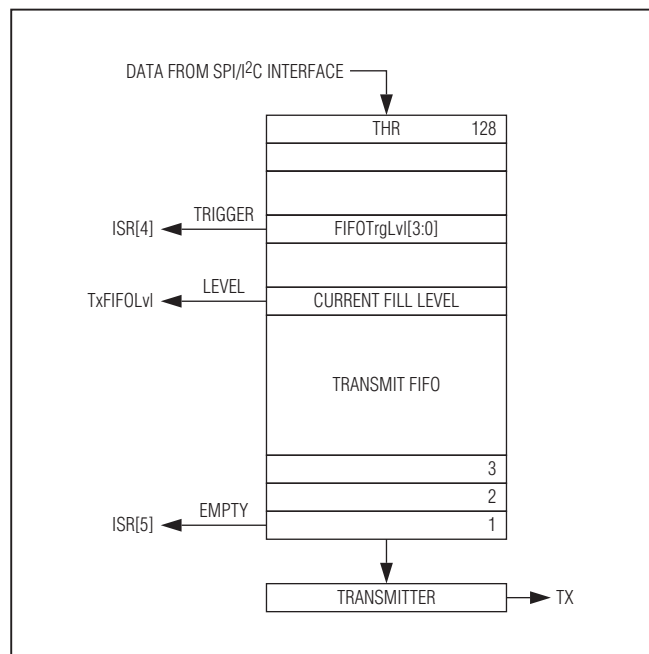 DATA FROM SPI/I²C INTERFACE
THR 128
TRIGGER
ISR[4]
FIFOTrgLvl[3:0]
LEVEL
TxFIFOLvl
CURRENT FILL LEVEL
TRANSMIT FIFO
3
2
EMPTY
ISR[5]
1
TRANSMITTER
TX